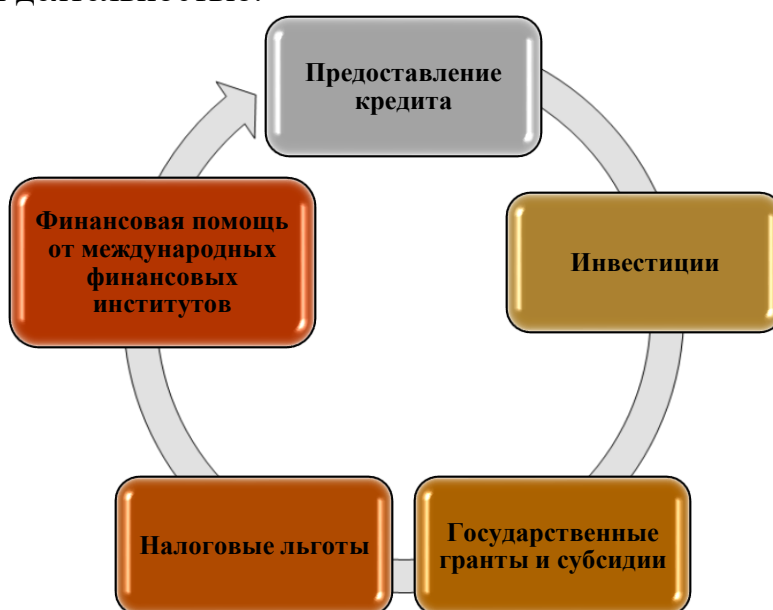 Предоставление
кредита
Инвестиции
Государственные
гранты и субсидии
Налоговые льготы
Финансовая помощь
от международных
финансовых
институтов